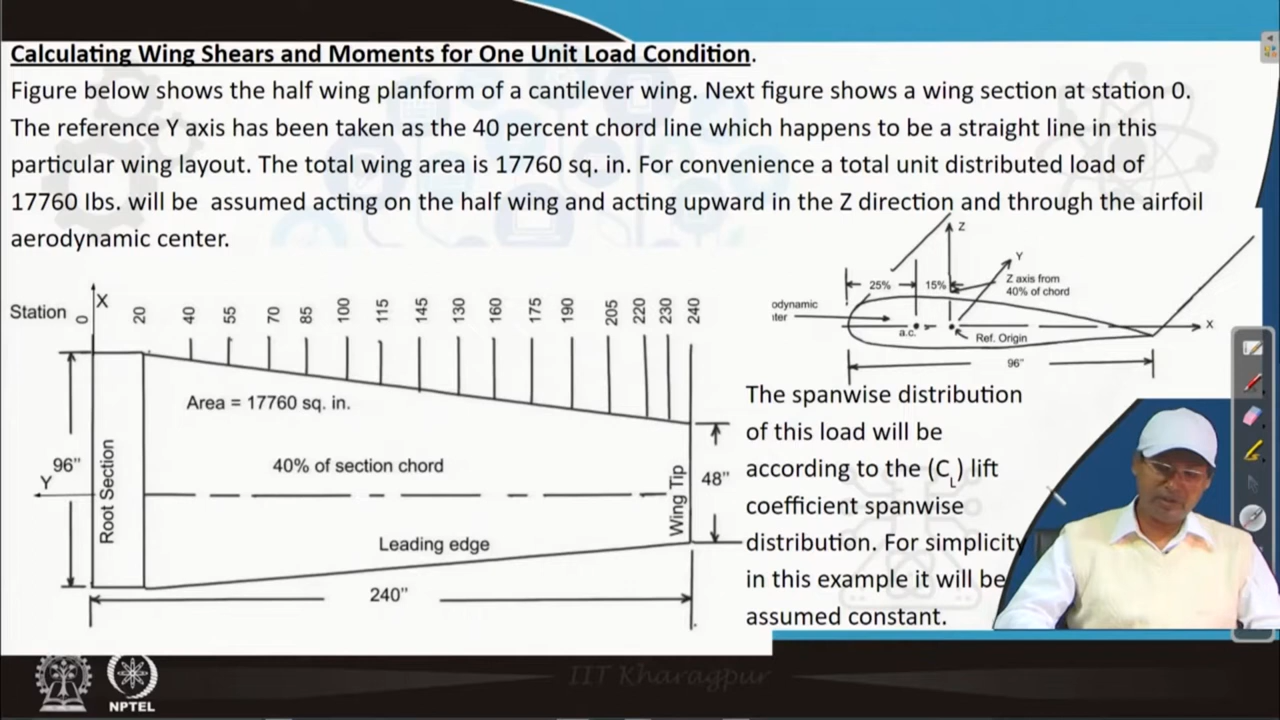 Calculating Wing Shears and Moments for One Unit Load Condition.
Figure below shows the half wing planform of a cantilever wing. Next figure shows a wing section at station 0.
The reference Y axis has been taken as the 40 percent chord line which happens to be a straight line in this
particular wing layout. The total wing area is 17760 sq. in. For convenience a total unit distributed load of
17760 lbs. will be assumed acting on the half wing and acting upward in the Z direction and through the airfoil
aerodynamic center.
Station
0
X
20
40
55
70
85
100
115
145
130
160
175
190
205
220
230
240
Area = 17760 sq. in.
96"
Y
Root Section
40% of section chord
Wing Tip
48"
Leading edge
240"
Z
Y
25%
15%
Z axis from
40% of chord
odynamic
nter
a.c.
Ref. Origin
X
96"
The spanwise distribution
of this load will be
according to the (CL) lift
coefficient spanwise
distribution. For simplicity
in this example it will be
assumed constant.
IIT Kharagpur
NPTEL